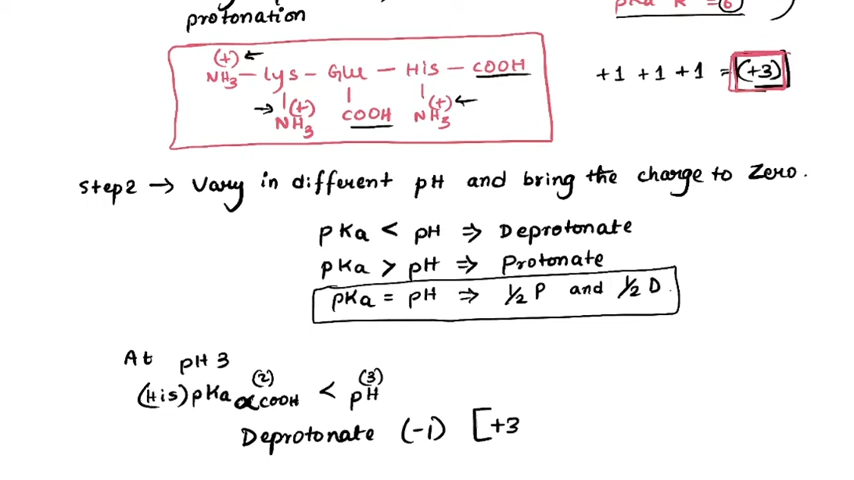 protonation
pKa R = 6 )
(+) ←
NH3 — Lys — Glu — His — COOH
+1 +1 +1 = (+3)
→ (+) (+) ←
NH3 COOH NH3
Step2 → Vary in different pH and bring the charge to Zero.
pKa < pH ⇒ Deprotonate
pKa > pH ⇒ Protonate
pKa = pH ⇒ 1/2 P and 1/2 D.
At pH 3
(2) (3)
(His) pKa αCOOH < pH
Deprotonate (-1) [+3